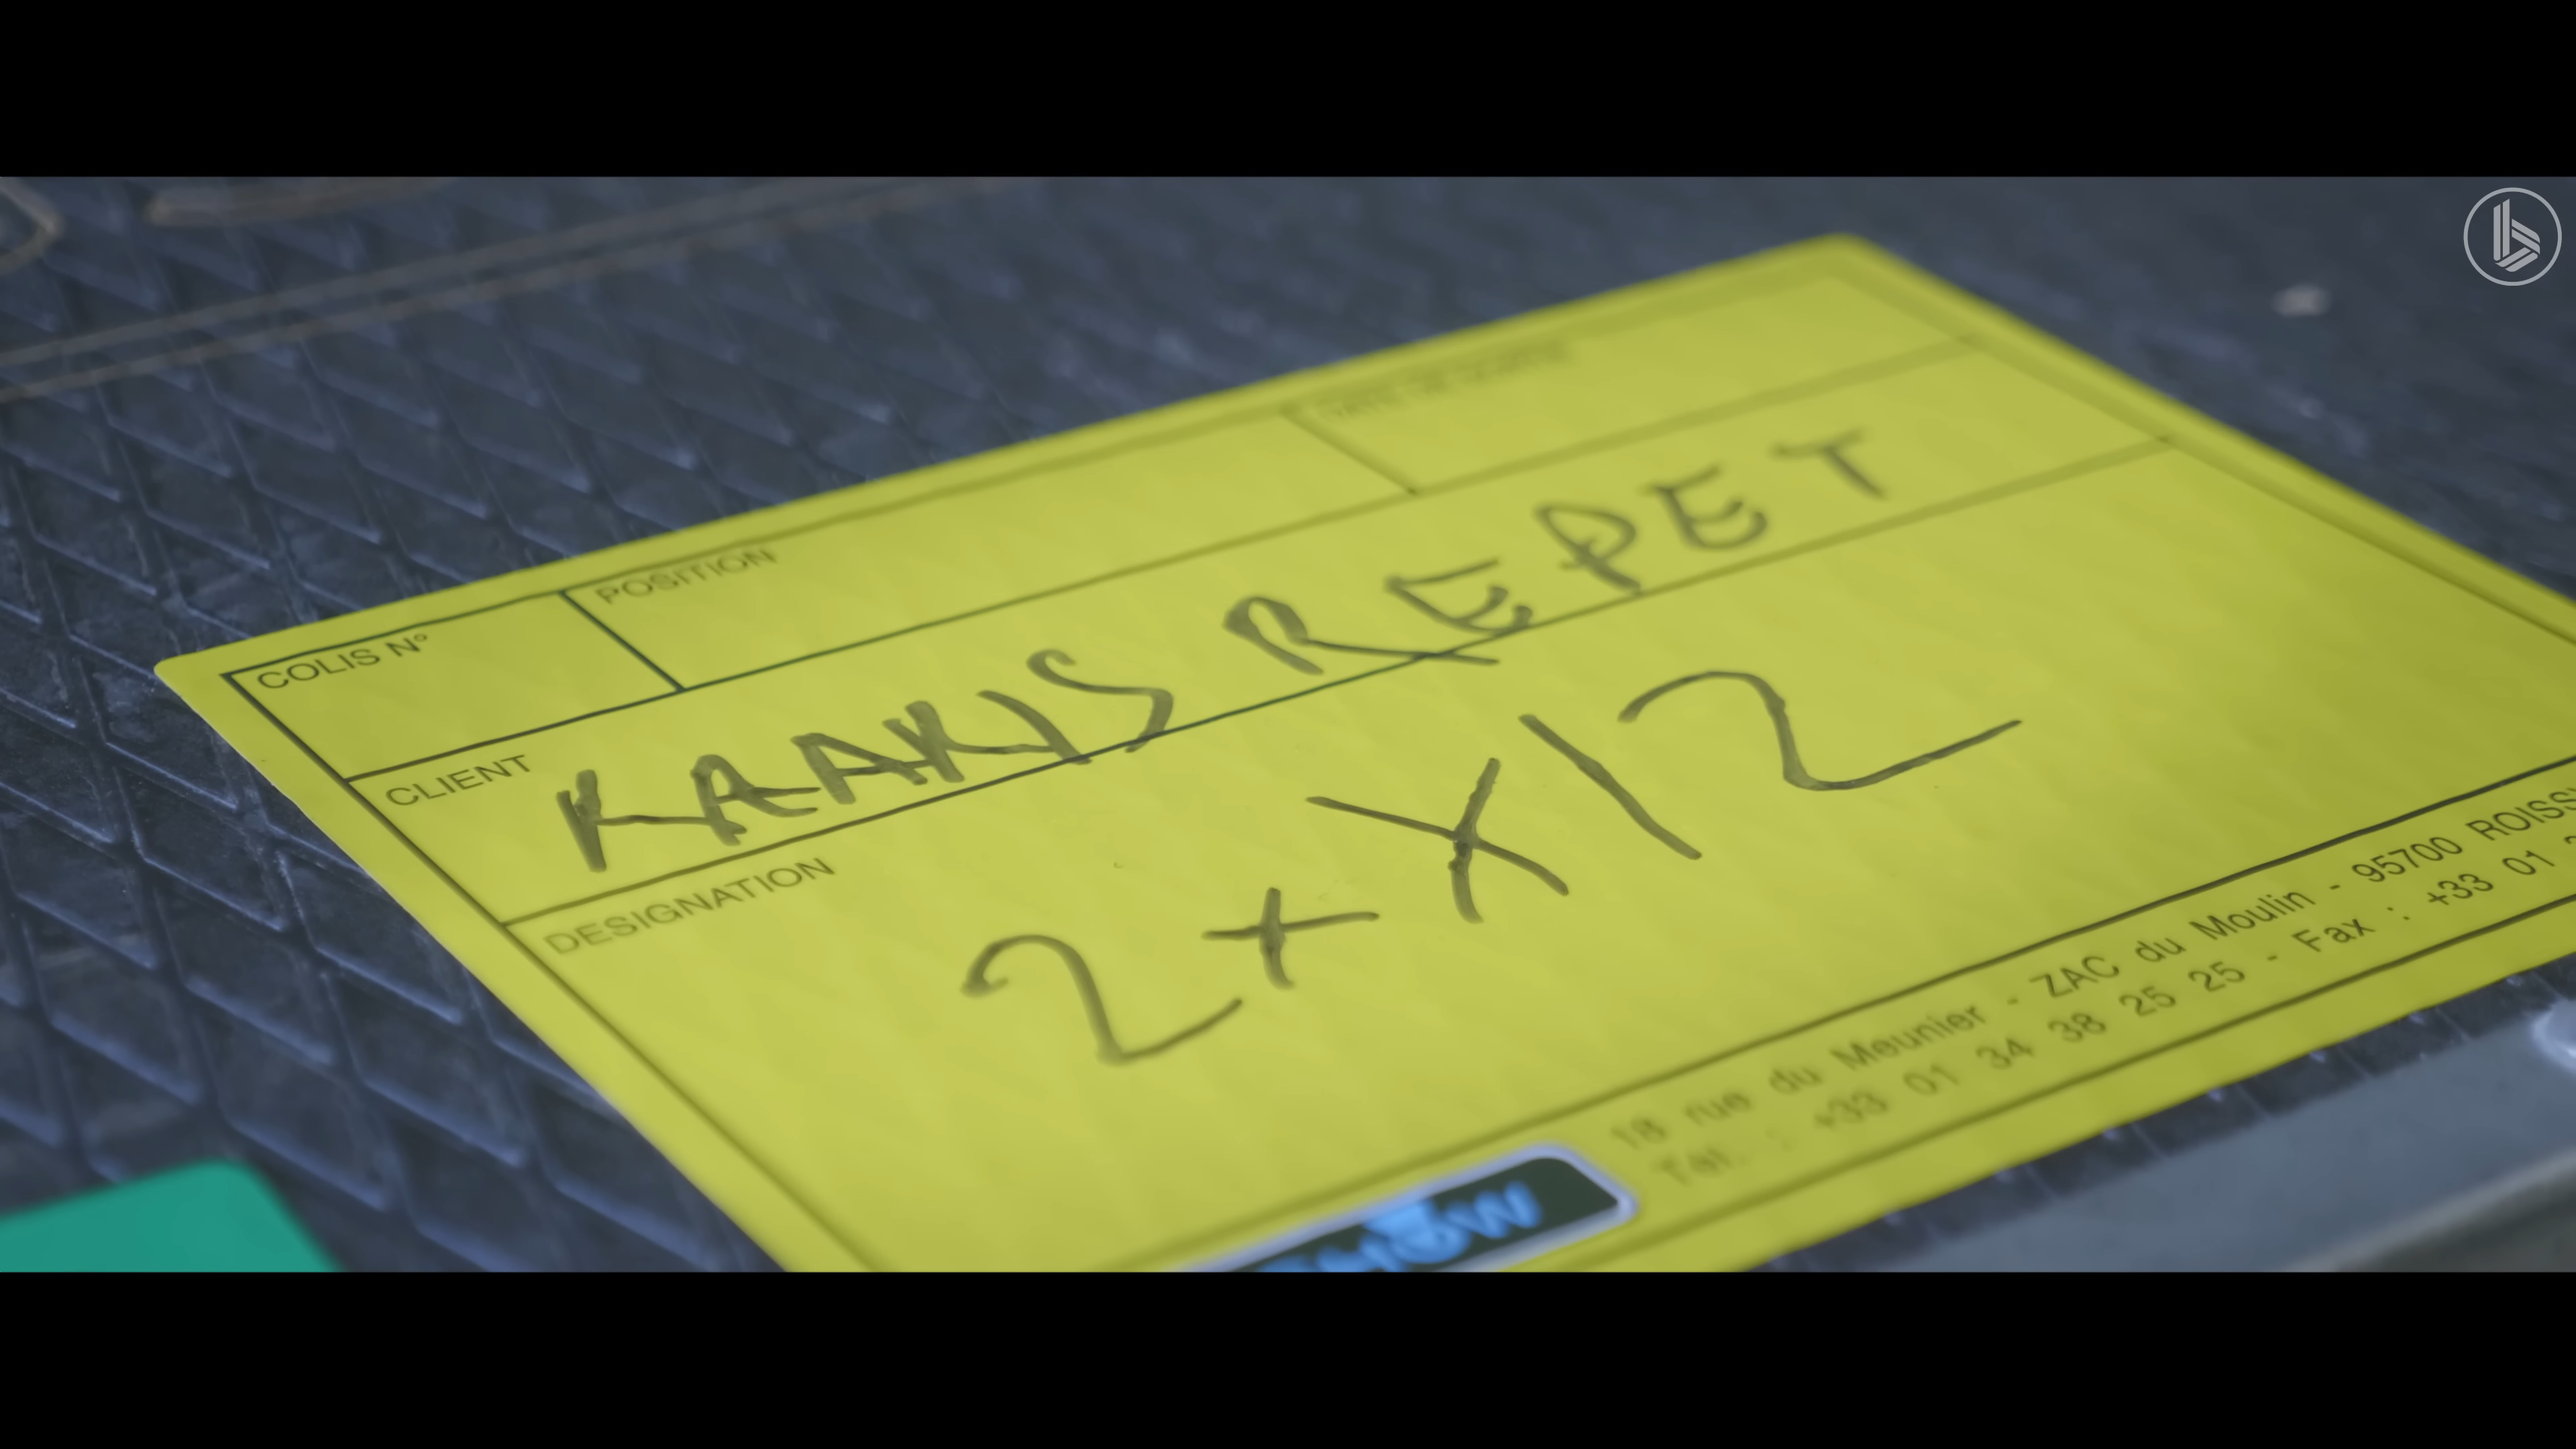 COLIS N° POSITION
CLIENT KAAKIS REPET
DESIGNATION
2 x X12
18 rue du Meunier - ZAC du Moulin - 95700 ROISS
Tél. : +33 01 34 38 25 25 - Fax : +33 01